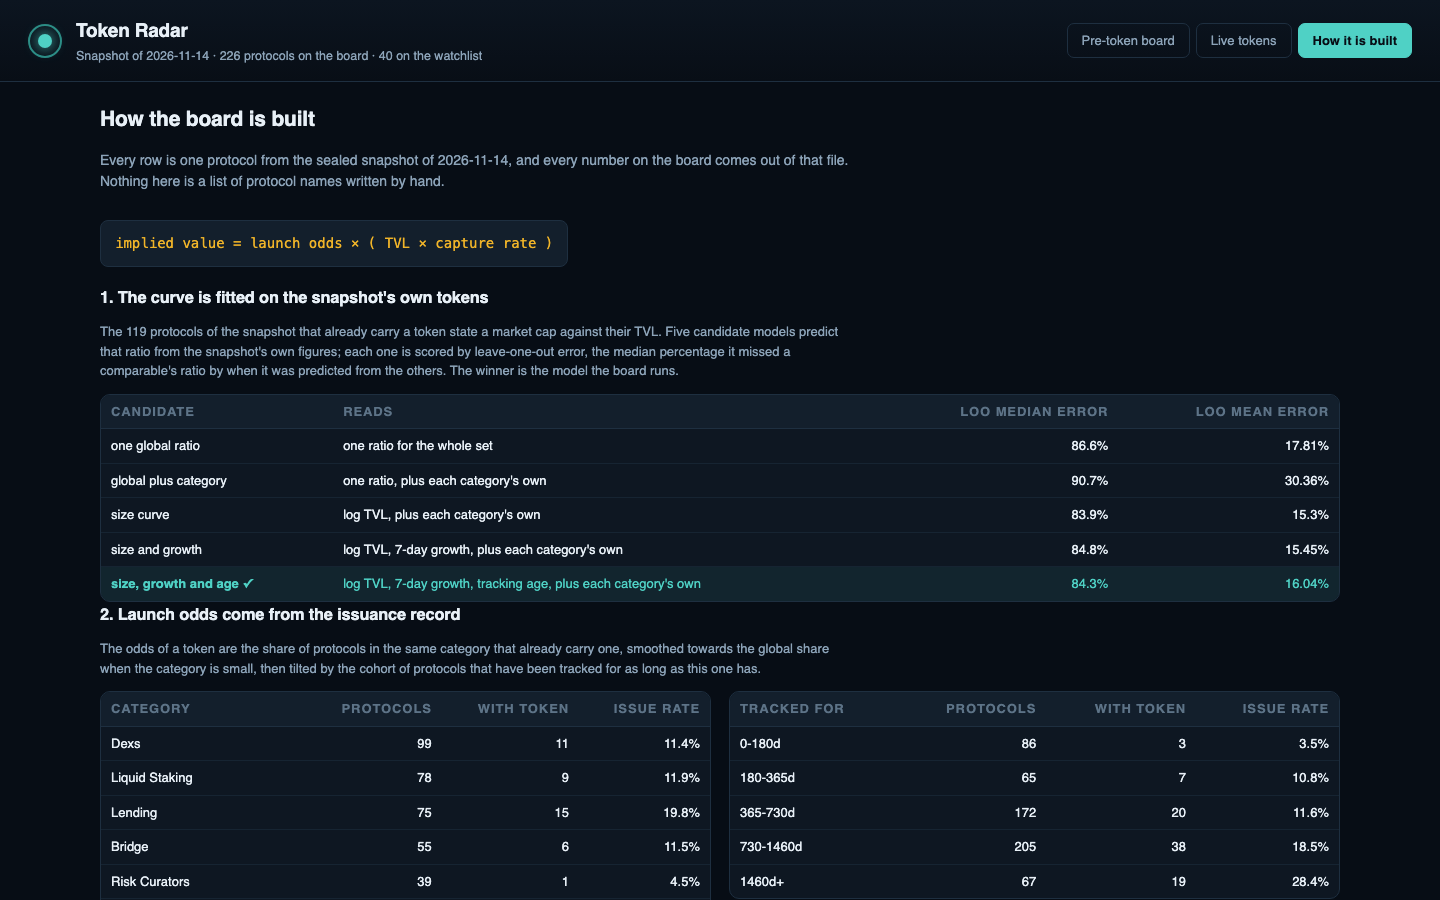 Token Radar
Snapshot of 2026-11-14 · 226 protocols on the board · 40 on the watchlist
Pre-token board
Live tokens
How it is built
How the board is built
Every row is one protocol from the sealed snapshot of 2026-11-14, and every number on the board comes out of that file.
Nothing here is a list of protocol names written by hand.
implied value = launch odds × ( TVL × capture rate )
1. The curve is fitted on the snapshot's own tokens
The 119 protocols of the snapshot that already carry a token state a market cap against their TVL. Five candidate models predict
that ratio from the snapshot's own figures; each one is scored by leave-one-out error, the median percentage it missed a
comparable's ratio by when it was predicted from the others. The winner is the model the board runs.
CANDIDATE READS LOO MEDIAN ERROR LOO MEAN ERROR
one global ratio one ratio for the whole set 86.6% 17.81%
global plus category one ratio, plus each category's own 90.7% 30.36%
size curve log TVL, plus each category's own 83.9% 15.3%
size and growth log TVL, 7-day growth, plus each category's own 84.8% 15.45%
size, growth and age ✓ log TVL, 7-day growth, tracking age, plus each category's own 84.3% 16.04%
2. Launch odds come from the issuance record
The odds of a token are the share of protocols in the same category that already carry one, smoothed towards the global share
when the category is small, then tilted by the cohort of protocols that have been tracked for as long as this one has.
CATEGORY PROTOCOLS WITH TOKEN ISSUE RATE
Dexs 99 11 11.4%
Liquid Staking 78 9 11.9%
Lending 75 15 19.8%
Bridge 55 6 11.5%
Risk Curators 39 1 4.5%
TRACKED FOR PROTOCOLS WITH TOKEN ISSUE RATE
0-180d 86 3 3.5%
180-365d 65 7 10.8%
365-730d 172 20 11.6%
730-1460d 205 38 18.5%
1460d+ 67 19 28.4%